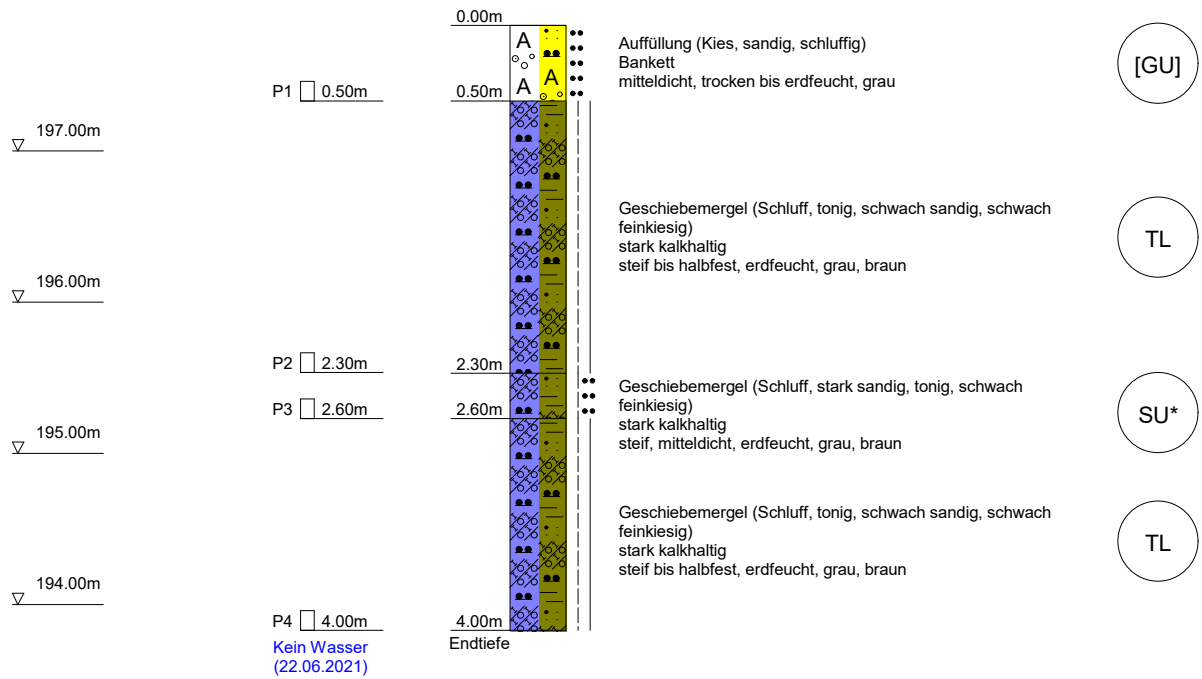 0.00m
A
A
A
Auffüllung (Kies, sandig, schluffig)
Bankett
mitteldicht, trocken bis erdfeucht, grau
[GU]
P1 0.50m
0.50m
197.00m
Geschiebemergel (Schluff, tonig, schwach sandig, schwach
feinkiesig)
stark kalkhaltig
steif bis halbfest, erdfeucht, grau, braun
TL
196.00m
P2 2.30m
2.30m
Geschiebemergel (Schluff, stark sandig, tonig, schwach
feinkiesig)
stark kalkhaltig
steif, mitteldicht, erdfeucht, grau, braun
SU*
P3 2.60m
2.60m
195.00m
Geschiebemergel (Schluff, tonig, schwach sandig, schwach
feinkiesig)
stark kalkhaltig
steif bis halbfest, erdfeucht, grau, braun
TL
194.00m
P4 4.00m
4.00m
Kein Wasser
(22.06.2021)
Endtiefe